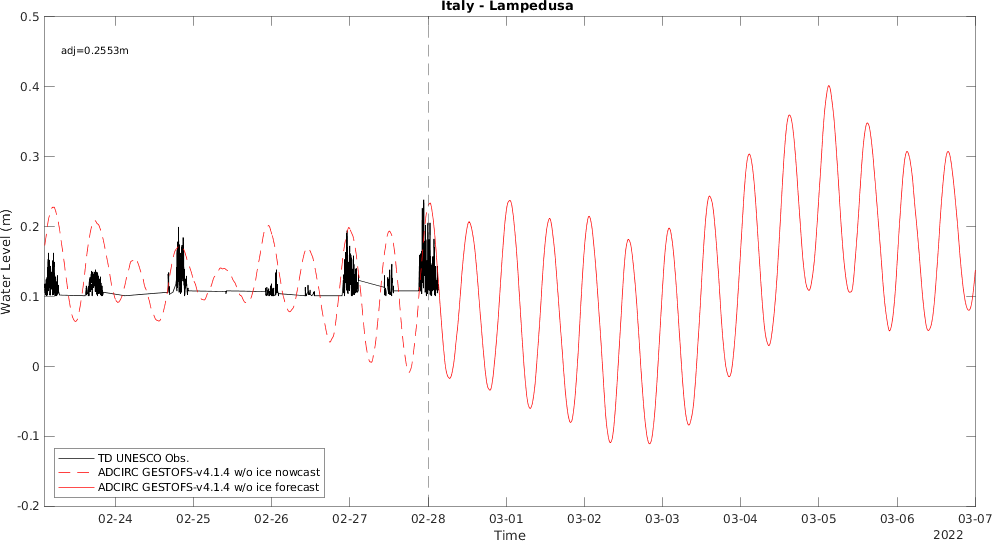 Italy - Lampedusa
adj=0.2553m
0.5
0.4
0.3
0.2
0.1
0
-0.1
-0.2
Water Level (m)
TD UNESCO Obs.
ADCIRC GESTOFS-v4.1.4 w/o ice nowcast
ADCIRC GESTOFS-v4.1.4 w/o ice forecast
02-24 02-25 02-26 02-27 02-28 03-01 03-02 03-03 03-04 03-05 03-06 03-07
Time
2022